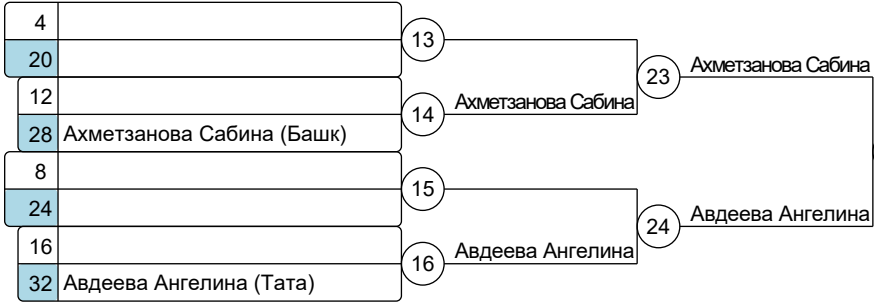 4
13
20
23 Ахметзанова Сабина
12
14 Ахметзанова Сабина
28 Ахметзанова Сабина (Башк)
8
15
24
24 Авдеева Ангелина
16
16 Авдеева Ангелина
32 Авдеева Ангелина (Тата)